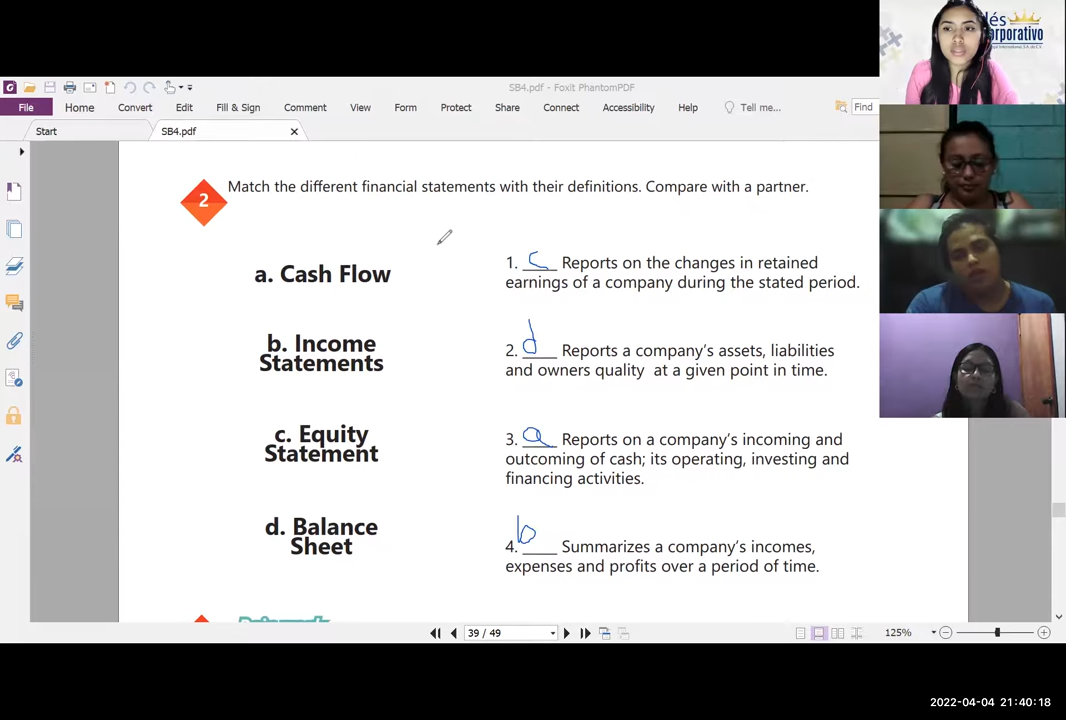 lés
orporativo
SB4.pdf - Foxit PhantomPDF
File Home Convert Edit Fill & Sign Comment View Form Protect Share Connect Accessibility Help Tell me... Find
Start SB4.pdf
2 Match the different financial statements with their definitions. Compare with a partner.
a. Cash Flow
b. Income
Statements
c. Equity
Statement
d. Balance
Sheet
1. c Reports on the changes in retained
earnings of a company during the stated period.
2. d Reports a company's assets, liabilities
and owners quality at a given point in time.
3. a Reports on a company's incoming and
outcoming of cash; its operating, investing and
financing activities.
4. b Summarizes a company's incomes,
expenses and profits over a period of time.
39 / 49
125%
2022-04-04 21:40:18